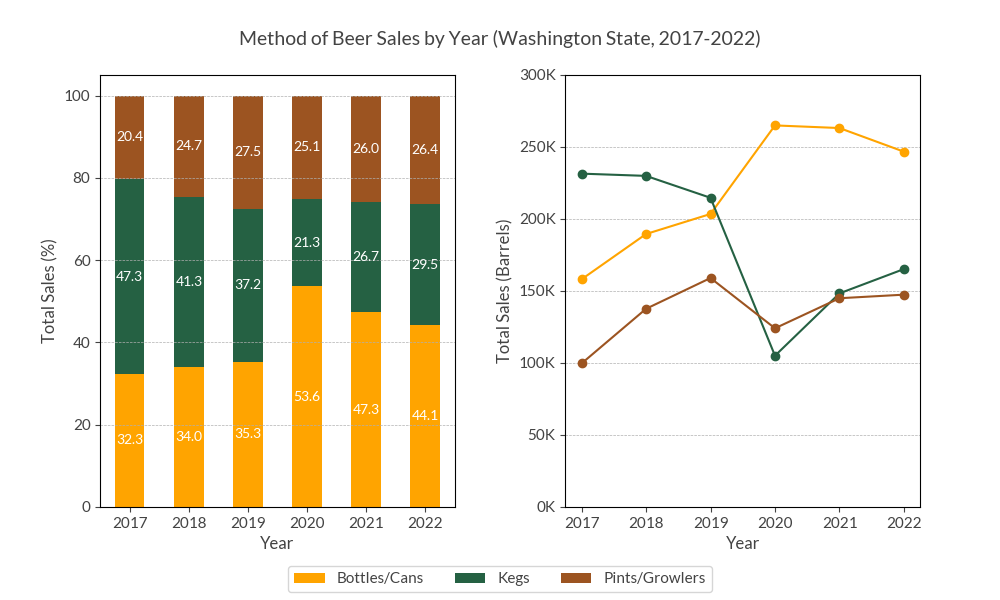 Method of Beer Sales by Year (Washington State, 2017-2022)
Total Sales (%)
100
80
60
40
20
0
20.4 24.7 27.5 25.1 26.0 26.4
47.3 41.3 37.2 21.3 26.7 29.5
32.3 34.0 35.3 53.6 47.3 44.1
2017 2018 2019 2020 2021 2022
Year
Total Sales (Barrels)
300K
250K
200K
150K
100K
50K
0K
2017 2018 2019 2020 2021 2022
Year
Bottles/Cans Kegs Pints/Growlers